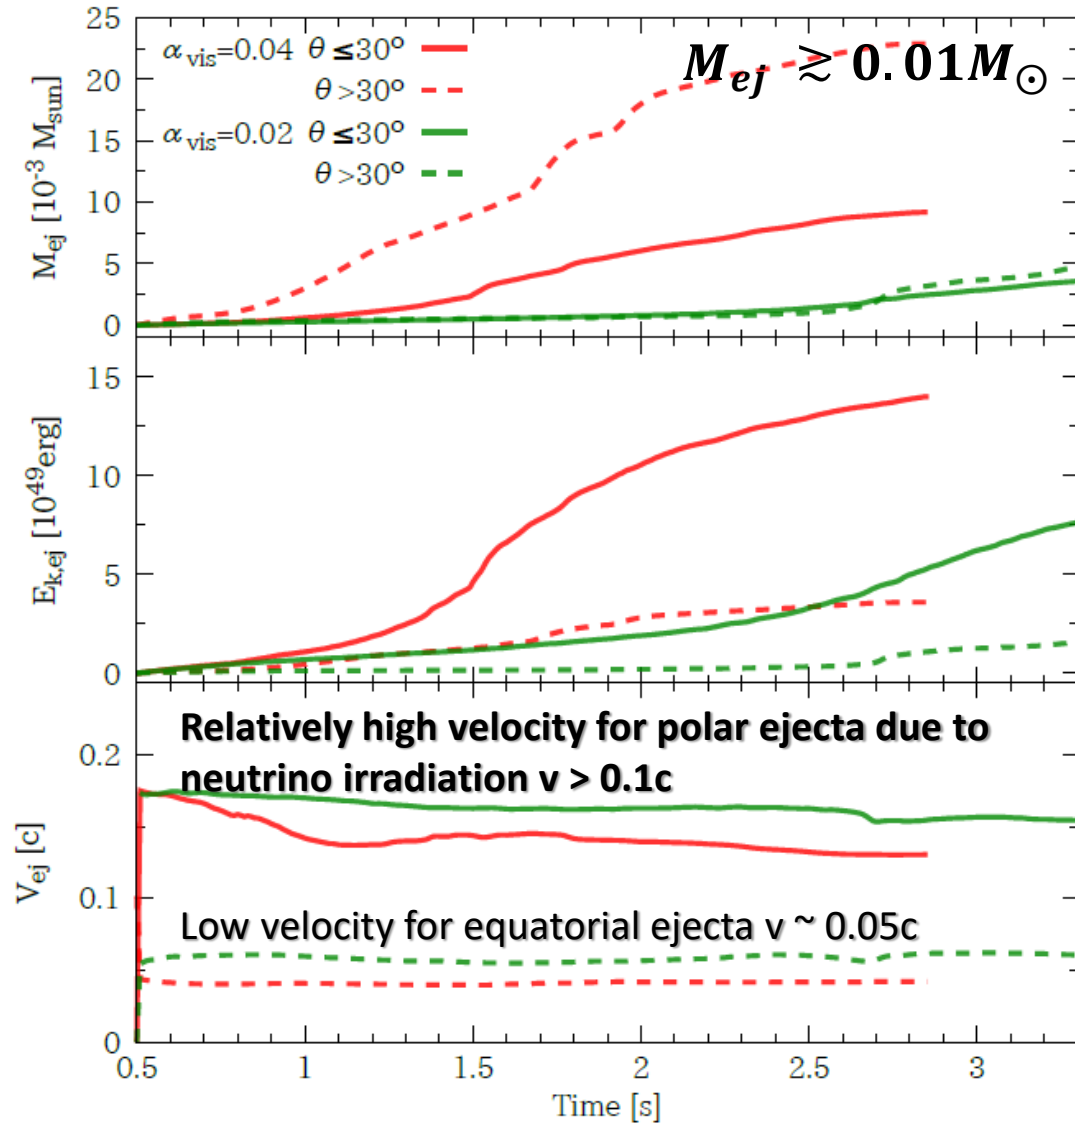 25
20
15
10
5
0
M_ej [10^-3 M_sun]
α_vis=0.04 θ ≤30°
θ >30°
α_vis=0.02 θ ≤30°
θ >30°
M_ej ≳ 0.01M_⊙
15
10
5
0
E_k,ej [10^49 erg]
Relatively high velocity for polar ejecta due to
neutrino irradiation v > 0.1c
Low velocity for equatorial ejecta v ~ 0.05c
0.2
0.1
0
V_ej [c]
0.5 1 1.5 2 2.5 3
Time [s]